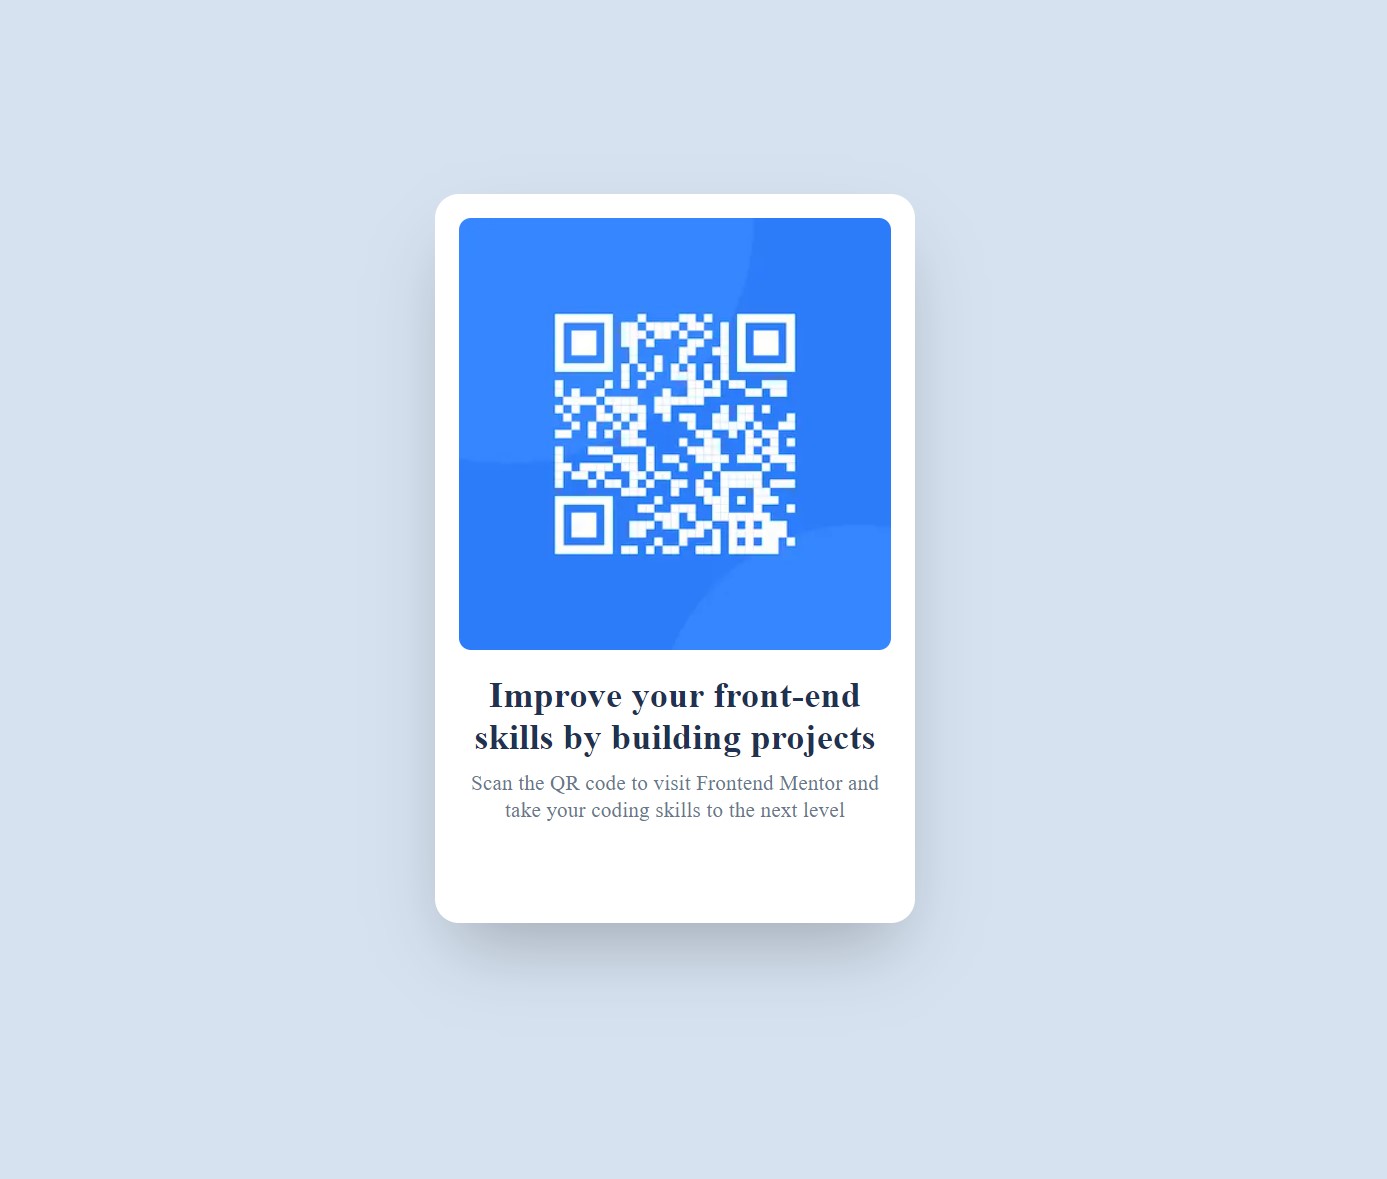 Improve your front-end
skills by building projects
Scan the QR code to visit Frontend Mentor and
take your coding skills to the next level